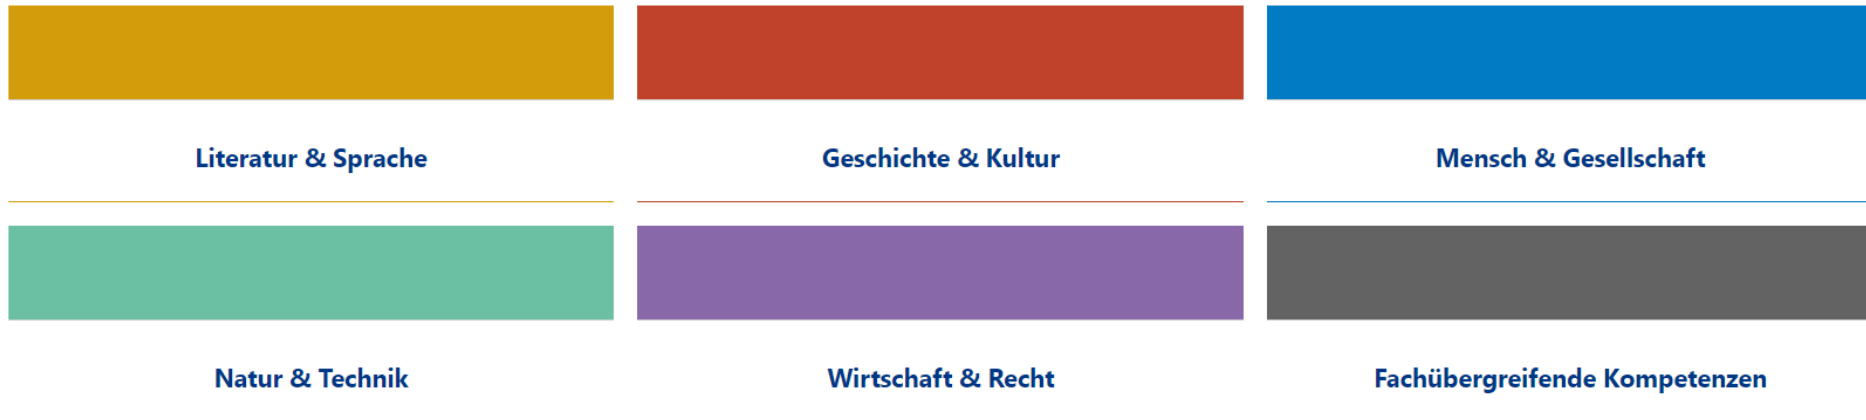 Literatur & Sprache
Geschichte & Kultur
Mensch & Gesellschaft
Natur & Technik
Wirtschaft & Recht
Fachübergreifende Kompetenzen